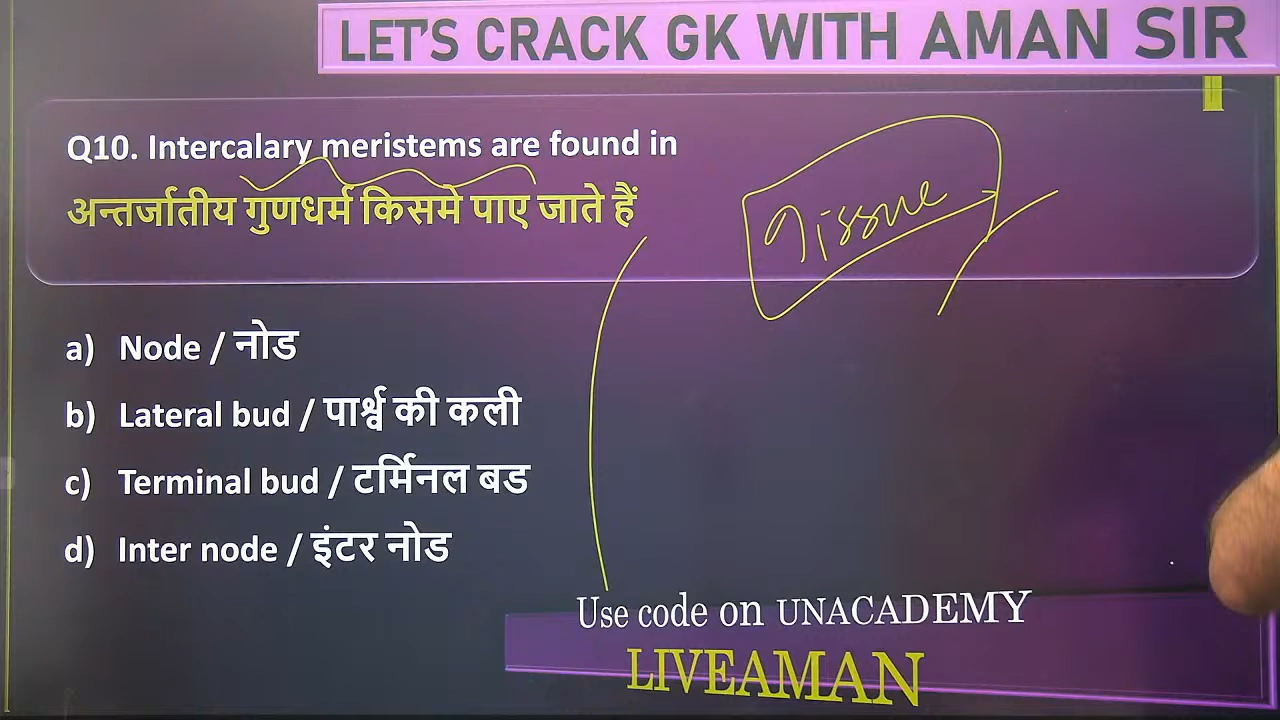 LET'S CRACK GK WITH AMAN SIR
Q10. Intercalary meristems are found in
अन्तर्जातीय गुणधर्म किसमे पाए जाते हैं
Tissue
a) Node / नोड
b) Lateral bud / पार्श्व की कली
c) Terminal bud / टर्मिनल बड
d) Inter node / इंटर नोड
Use code on UNACADEMY
LIVEAMAN